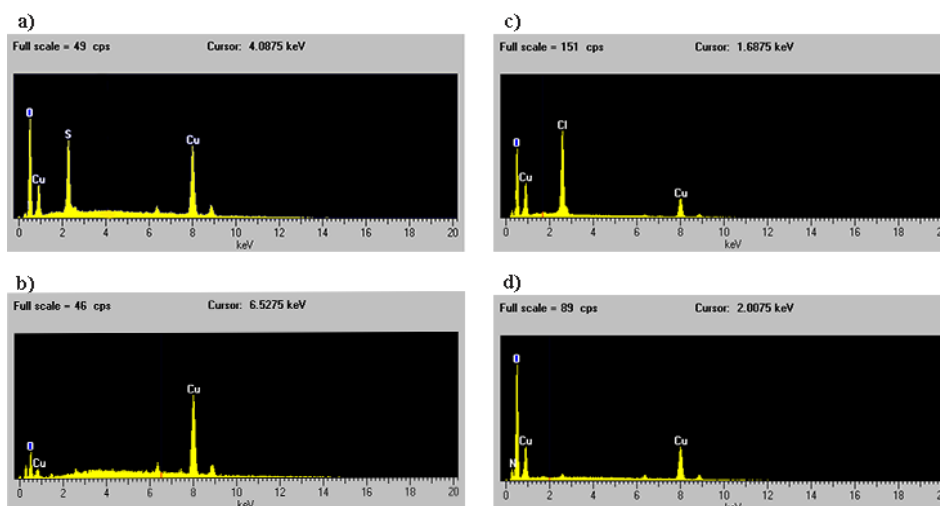 a)
Full scale = 49 cps Cursor: 4.0875 keV
O
S
Cu
Cu
0 2 4 6 8 10 12 14 16 18 20
keV
c)
Full scale = 151 cps Cursor: 1.6875 keV
Cl
O
Cu
Cu
0 2 4 6 8 10 12 14 16 18 2
keV
b)
Full scale = 46 cps Cursor: 6.5275 keV
Cu
O
Cu
0 2 4 6 8 10 12 14 16 18 20
keV
d)
Full scale = 89 cps Cursor: 2.0075 keV
O
Cu
Cu
N
0 2 4 6 8 10 12 14 16 18 2
keV